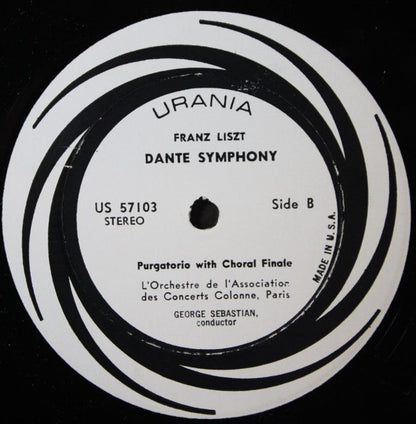 URANIA
FRANZ LISZT
DANTE SYMPHONY
US 57103
STEREO
Side B
Purgatorio with Choral Finale
L'Orchestre de l'Association
des Concerts Colonne, Paris
GEORGE SEBASTIAN,
conductor
MADE IN U.S.A.